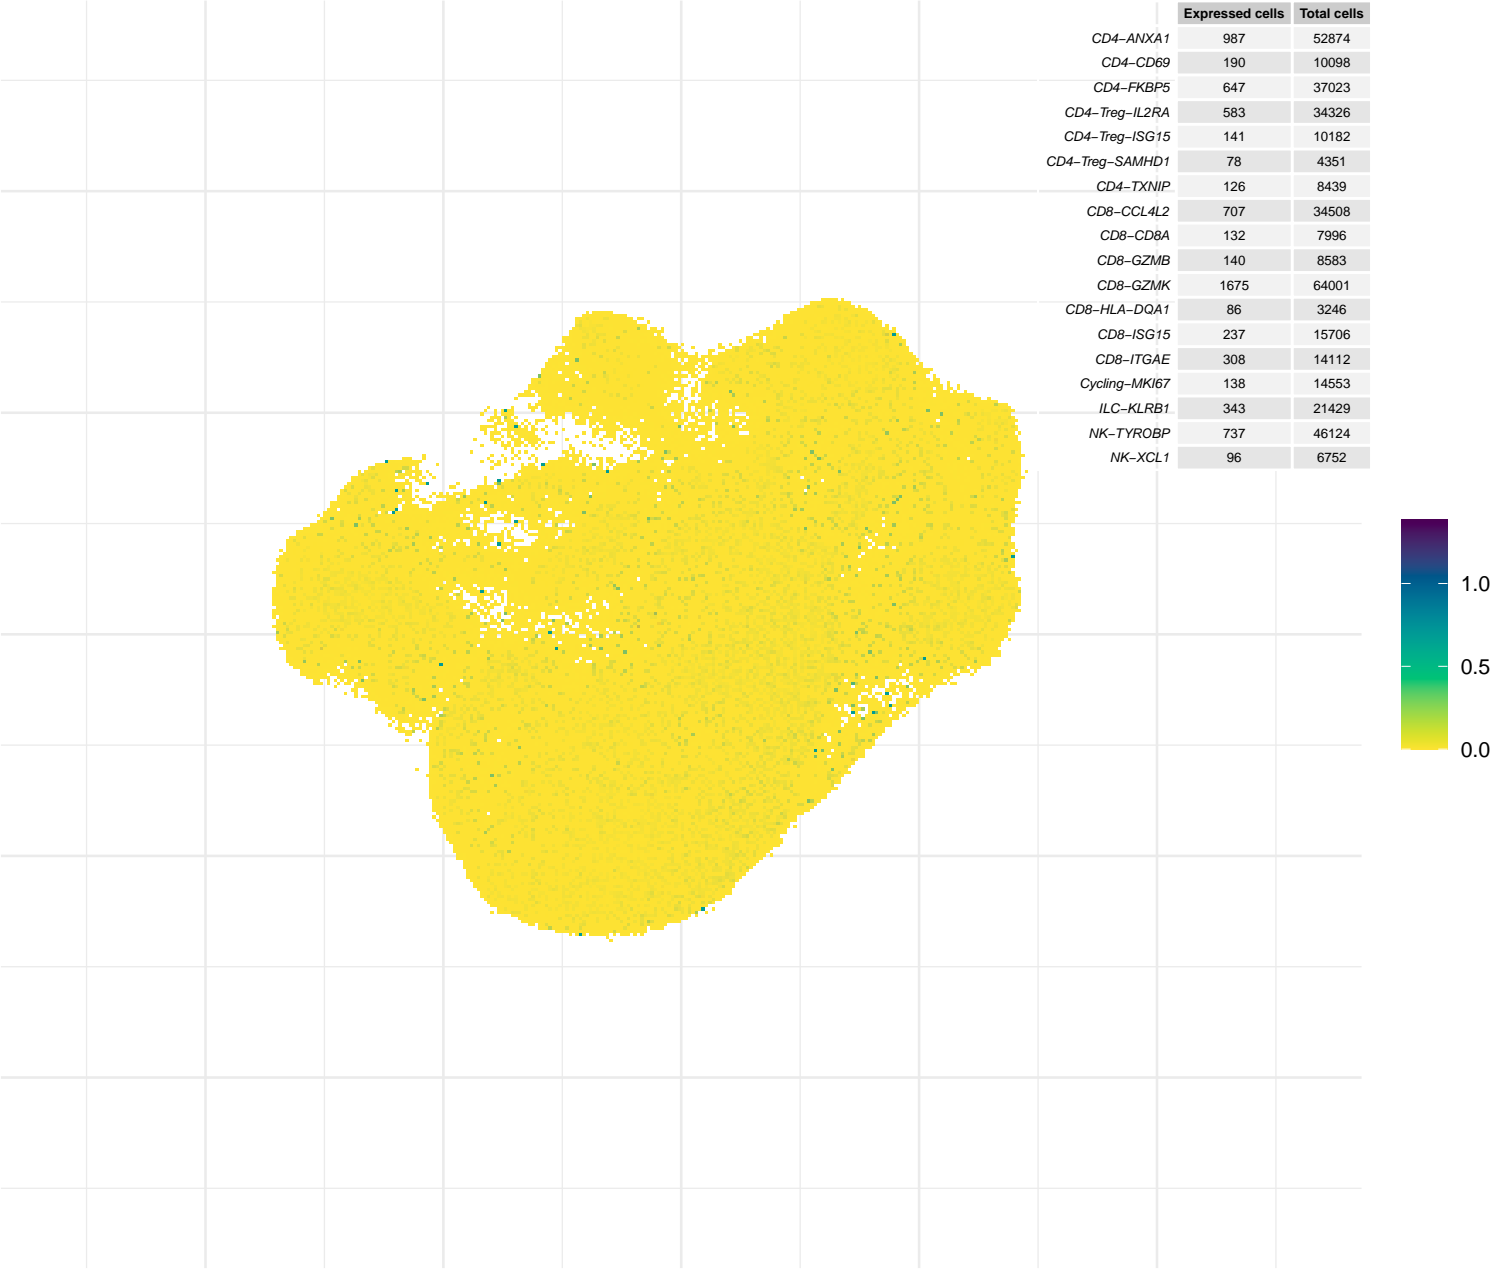 Expressed cells Total cells
CD4−ANXA1 987 52874
CD4−CD69 190 10098
CD4−FKBP5 647 37023
CD4−Treg−IL2RA 583 34326
CD4−Treg−ISG15 141 10182
CD4−Treg−SAMHD1 78 4351
CD4−TXNIP 126 8439
CD8−CCL4L2 707 34508
CD8−CD8A 132 7996
CD8−GZMB 140 8583
CD8−GZMK 1675 64001
CD8−HLA−DQA1 86 3246
CD8−ISG15 237 15706
CD8−ITGAE 308 14112
Cycling−MKI67 138 14553
ILC−KLRB1 343 21429
NK−TYROBP 737 46124
NK−XCL1 96 6752
1.0
0.5
0.0